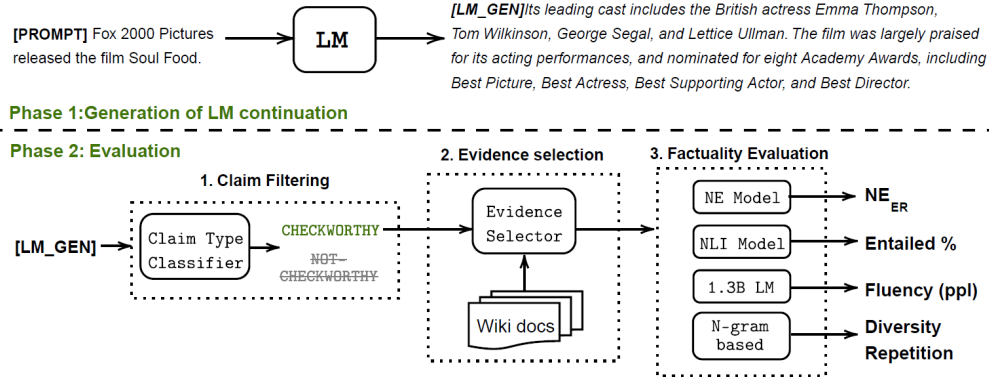 [PROMPT] Fox 2000 Pictures
released the film Soul Food.
LM
[LM_GEN]Its leading cast includes the British actress Emma Thompson,
Tom Wilkinson, George Segal, and Lettice Ullman. The film was largely praised
for its acting performances, and nominated for eight Academy Awards, including
Best Picture, Best Actress, Best Supporting Actor, and Best Director.
Phase 1:Generation of LM continuation
Phase 2: Evaluation
1. Claim Filtering
[LM_GEN]
Claim Type
Classifier
CHECKWORTHY
NOT-
CHECKWORTHY
2. Evidence selection
Evidence
Selector
Wiki docs
3. Factuality Evaluation
NE Model
NE ER
NLI Model
Entailed %
1.3B LM
Fluency (ppl)
N-gram
based
Diversity
Repetition